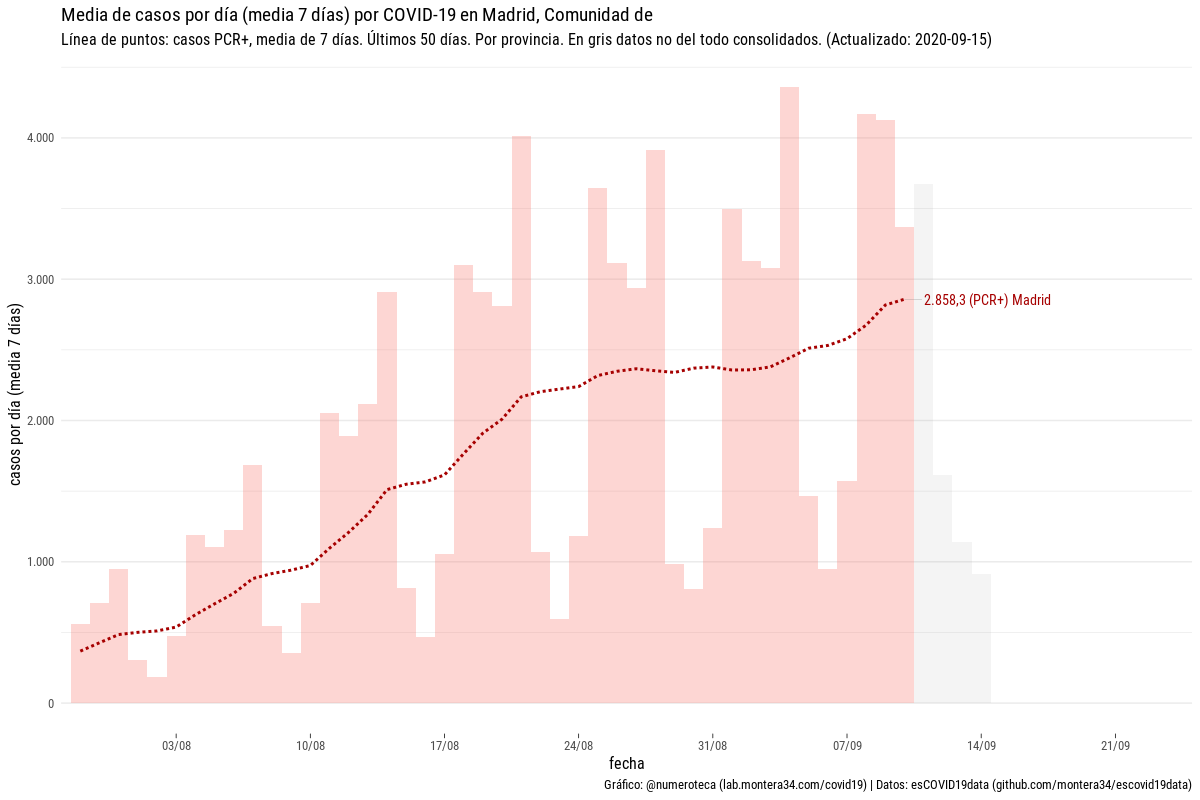 Media de casos por día (media 7 días) por COVID-19 en Madrid, Comunidad de
Línea de puntos: casos PCR+, media de 7 días. Últimos 50 días. Por provincia. En gris datos no del todo consolidados. (Actualizado: 2020-09-15)
casos por día (media 7 días)
4.000
3.000
2.000
1.000
0
2.858,3 (PCR+) Madrid
03/08
10/08
17/08
24/08
31/08
07/09
14/09
21/09
fecha
Gráfico: @numeroteca (lab.montera34.com/covid19) | Datos: esCOVID19data (github.com/montera34/escovid19data)